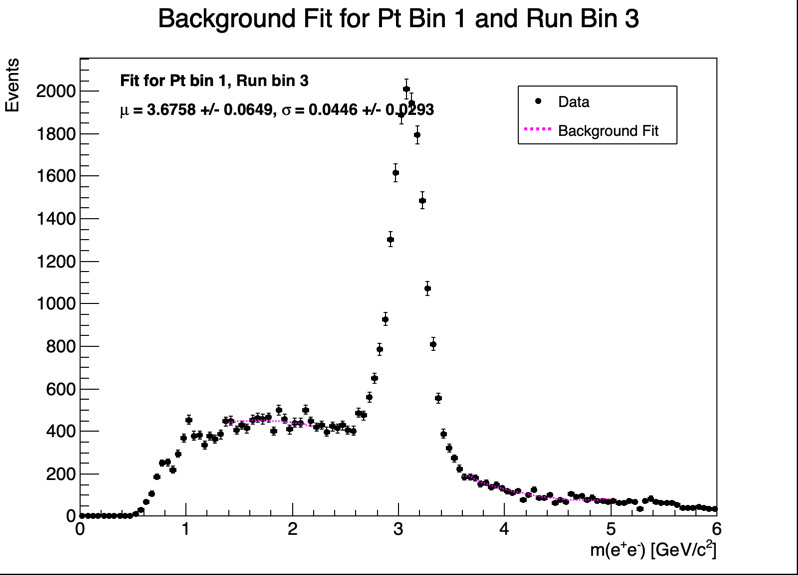 Background Fit for Pt Bin 1 and Run Bin 3
Events
Fit for Pt bin 1, Run bin 3
μ = 3.6758 +/- 0.0649, σ = 0.0446 +/- 0.0293
Data
Background Fit
2000
1800
1600
1400
1200
1000
800
600
400
200
0
0 1 2 3 4 5 6
m(e⁺e⁻) [GeV/c²]